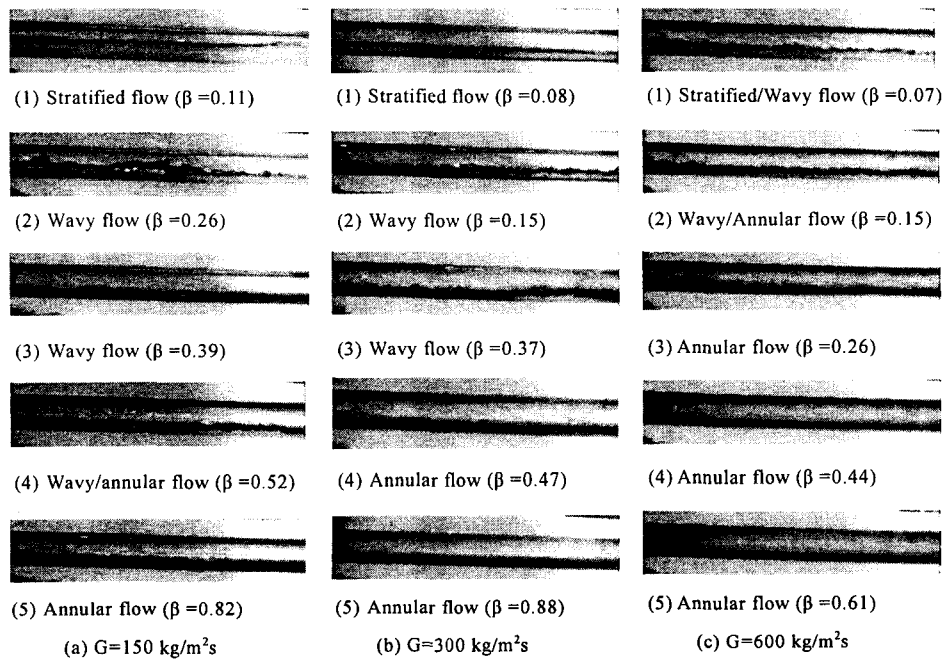 (1) Stratified flow (β =0.11)
(1) Stratified flow (β =0.08)
(1) Stratified/Wavy flow (β =0.07)
(2) Wavy flow (β =0.26)
(2) Wavy flow (β =0.15)
(2) Wavy/Annular flow (β =0.15)
(3) Wavy flow (β =0.39)
(3) Wavy flow (β =0.37)
(3) Annular flow (β =0.26)
(4) Wavy/annular flow (β =0.52)
(4) Annular flow (β =0.47)
(4) Annular flow (β =0.44)
(5) Annular flow (β =0.82)
(5) Annular flow (β =0.88)
(5) Annular flow (β =0.61)
(a) G=150 kg/m²s
(b) G=300 kg/m²s
(c) G=600 kg/m²s